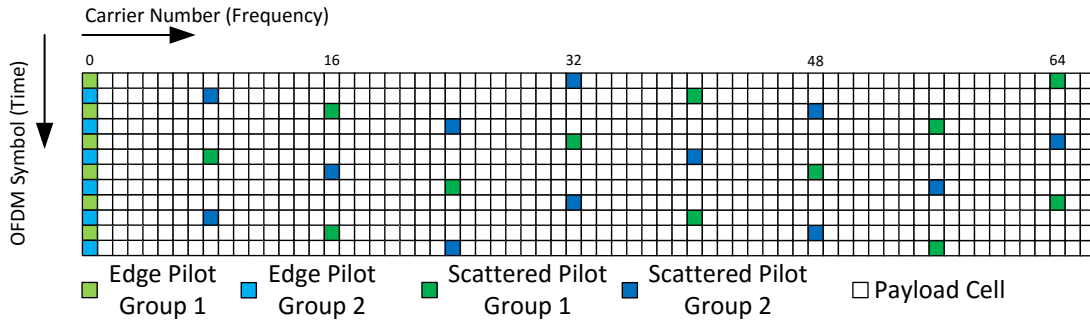 Carrier Number (Frequency)
0 16 32 48 64
OFDM Symbol (Time)
Edge Pilot Group 1
Edge Pilot Group 2
Scattered Pilot Group 1
Scattered Pilot Group 2
Payload Cell